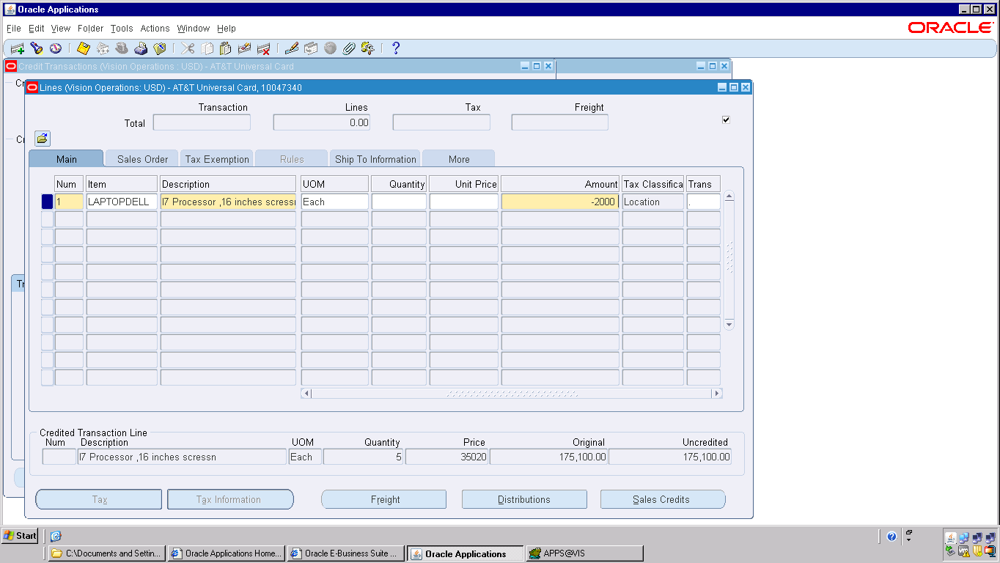 Oracle Applications
File Edit View Folder Tools Actions Window Help
ORACLE
Credit Transactions (Vision Operations : USD) - AT&T Universal Card
Cr
Lines (Vision Operations: USD) - AT&T Universal Card, 10047340
Transaction Lines Tax Freight
Total 0.00
Cr
Main Sales Order Tax Exemption Rules Ship To Information More
Num Item Description UOM Quantity Unit Price Amount Tax Classifica Trans
1 LAPTOPDELL I7 Processor ,16 inches scressn Each -2000 Location .
Tr
Credited Transaction Line
Num Description UOM Quantity Price Original Uncredited
I7 Processor ,16 inches scressn Each 5 35020 175,100.00 175,100.00
Tax Tax Information Freight Distributions Sales Credits
Start
C:\Documents and Settin... Oracle Applications Home... Oracle E-Business Suite ... Oracle Applications APPS@VIS